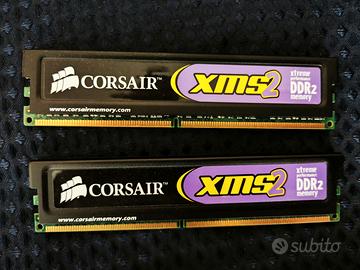 CORSAIR
xms2
xtreme
performance
DDR2
memory
www.corsairmemory.com
CORSAIR
xms2
xtreme
performance
DDR2
memory
www.corsairmemory.com
subito